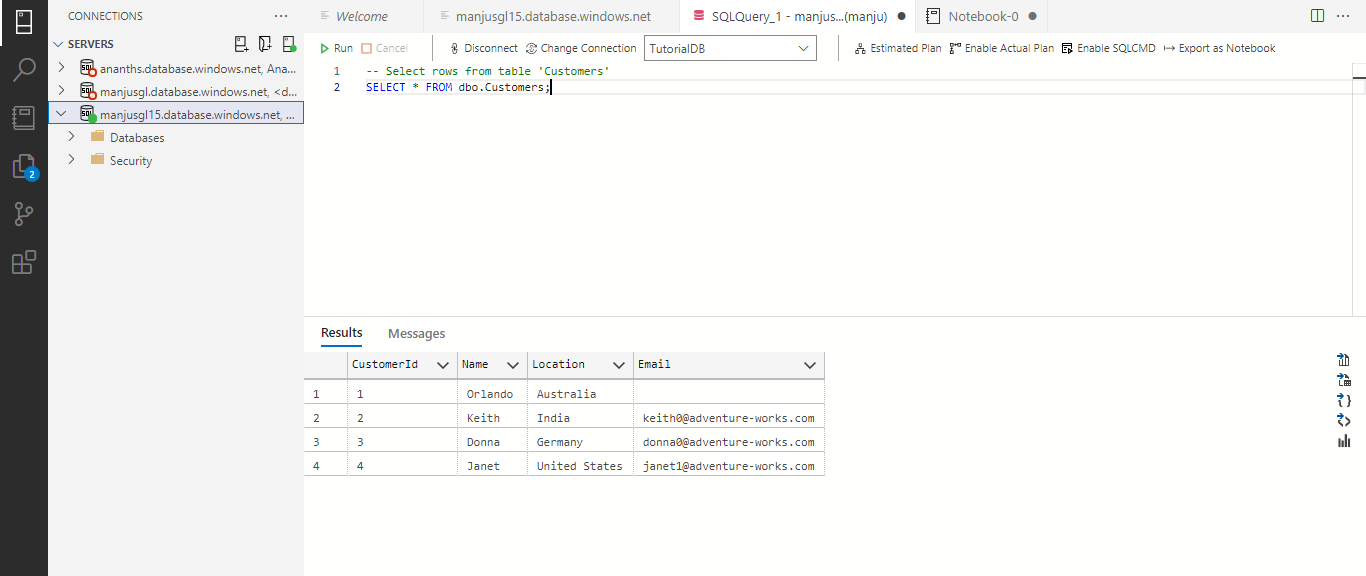 CONNECTIONS
SERVERS
ananths.database.windows.net, Ana...
manjusgl.database.windows.net, <d...
manjusgl15.database.windows.net, ...
Databases
Security
2
Welcome
manjusgl15.database.windows.net
SQLQuery_1 - manjus...(manju)
Notebook-0
Run
Cancel
Disconnect
Change Connection
TutorialDB
Estimated Plan
Enable Actual Plan
Enable SQLCMD
Export as Notebook
1 -- Select rows from table 'Customers'
2 SELECT * FROM dbo.Customers;
Results Messages
CustomerId Name Location Email
1 1 Orlando Australia
2 2 Keith India keith0@adventure-works.com
3 3 Donna Germany donna0@adventure-works.com
4 4 Janet United States janet1@adventure-works.com